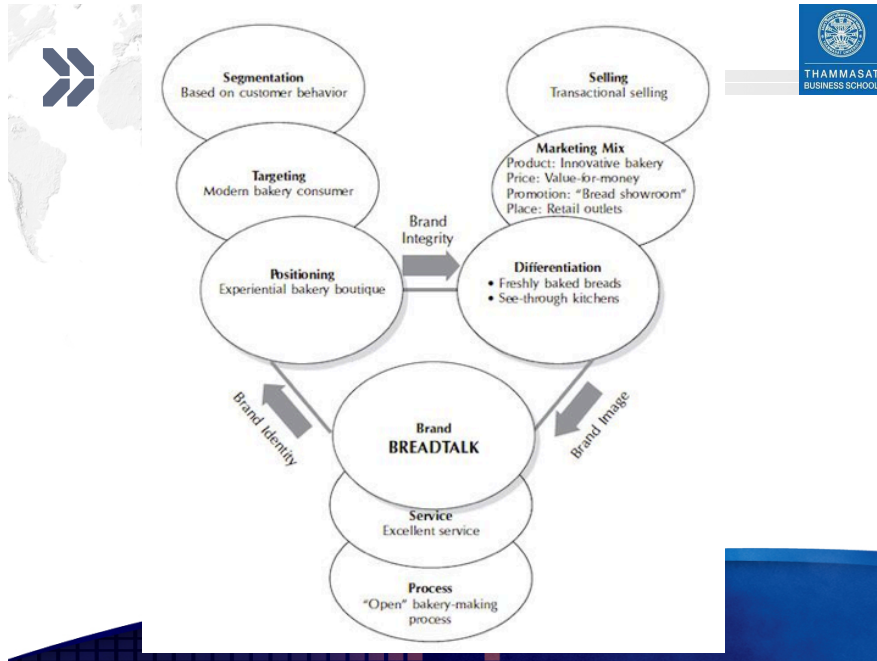 Segmentation
Based on customer behavior
Targeting
Modern bakery consumer
Positioning
Experiential bakery boutique
Brand
Integrity
Selling
Transactional selling
Marketing Mix
Product: Innovative bakery
Price: Value-for-money
Promotion: “Bread showroom”
Place: Retail outlets
Differentiation
• Freshly baked breads
• See-through kitchens
Brand Identity
Brand Image
Brand
BREADTALK
Service
Excellent service
Process
“Open” bakery-making
process
THAMMASAT
BUSINESS SCHOOL